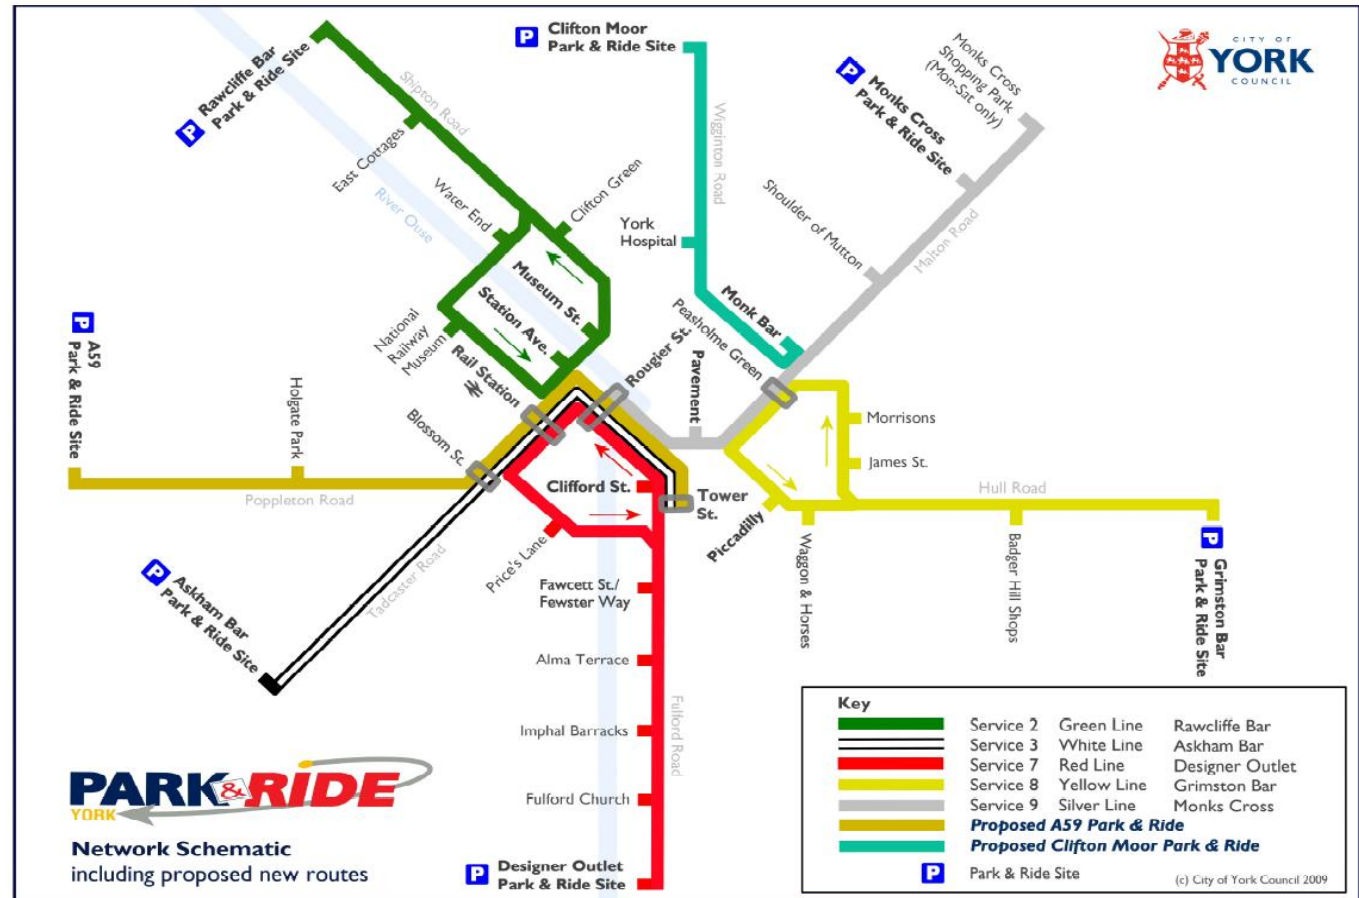 Clifton Moor
Park & Ride Site
CITY OF
YORK
COUNCIL
Rawcliffe Bar
Park & Ride Site
Shipton Road
Monks Cross
Shopping Park
(Mon-Sat only)
Monks Cross
Park & Ride Site
East Cottages
Wigginton Road
River Ouse
Water End
Clifton Green
York
Hospital
Shoulder of Mutton
Malton Road
Museum St.
Station Ave.
Monk Bar
Peasholme Green
National
Railway
Museum
Rail Station
Rougier St.
Pavement
A59
Park & Ride Site
Holgate Park
Blossom St.
Morrisons
James St.
Poppleton Road
Clifford St.
Tower
St.
Hull Road
Piccadilly
Price's Lane
Waggon & Horses
Badger Hill Shops
Grimston Bar
Park & Ride Site
Tadcaster Road
Askham Bar
Park & Ride Site
Fawcett St./
Fewster Way
Alma Terrace
Imphal Barracks
Fulford Road
Fulford Church
Designer Outlet
Park & Ride Site
PARK & RIDE
YORK
Network Schematic
including proposed new routes
Key
Service 2 Green Line Rawcliffe Bar
Service 3 White Line Askham Bar
Service 7 Red Line Designer Outlet
Service 8 Yellow Line Grimston Bar
Service 9 Silver Line Monks Cross
Proposed A59 Park & Ride
Proposed Clifton Moor Park & Ride
P Park & Ride Site
(c) City of York Council 2009